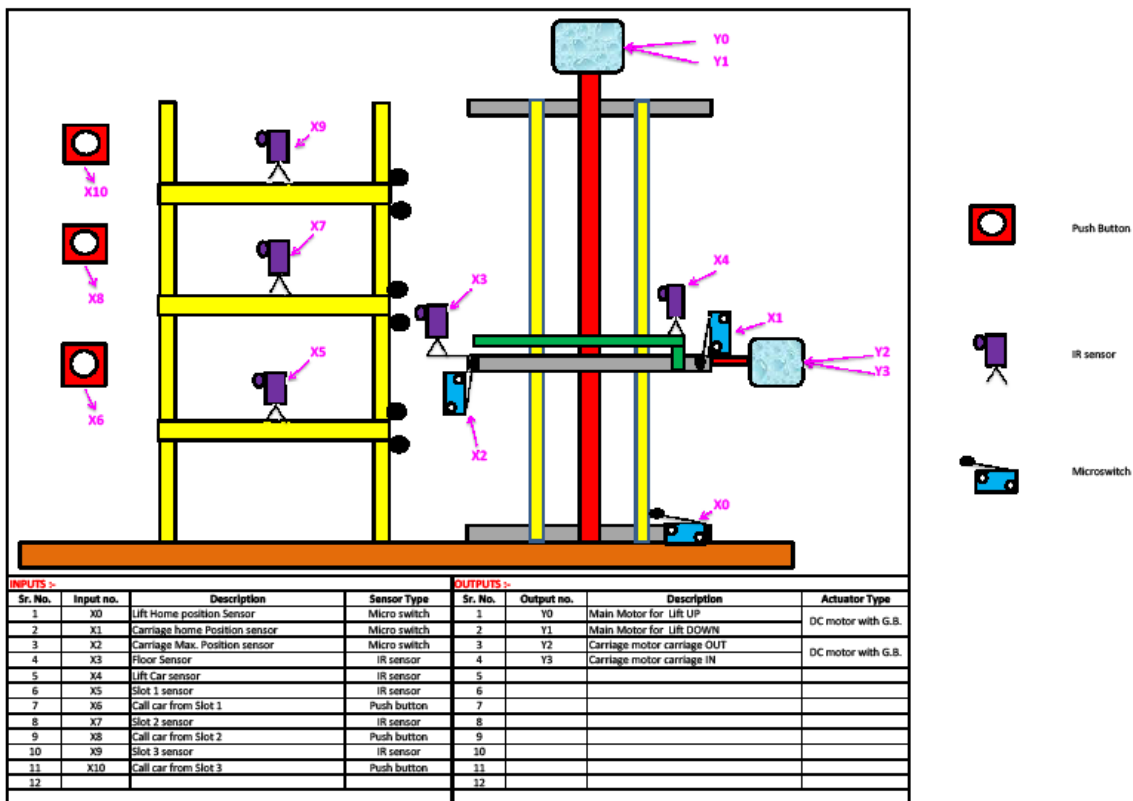 Y0
Y1
X9
X10
X7
X4
X8
X3
Push Button
X1
X5
Y2
IR sensor
Y3
X6
X2
Microswitch
X0
INPUTS :-
OUTPUTS :-
Sr. No. Input no. Description Sensor Type Sr. No. Output no. Description Actuator Type
1 X0 Lift Home position Sensor Micro switch 1 Y0 Main Motor for Lift UP DC motor with G.B.
2 X1 Carriage home Position sensor Micro switch 2 Y1 Main Motor for Lift DOWN
3 X2 Carriage Max. Position sensor Micro switch 3 Y2 Carriage motor carriage OUT DC motor with G.B.
4 X3 Floor Sensor IR sensor 4 Y3 Carriage motor carriage IN
5 X4 Lift Car sensor IR sensor 5
6 X5 Slot 1 sensor IR sensor 6
7 X6 Call car from Slot 1 Push button 7
8 X7 Slot 2 sensor IR sensor 8
9 X8 Call car from Slot 2 Push button 9
10 X9 Slot 3 sensor IR sensor 10
11 X10 Call car from Slot 3 Push button 11
12 12